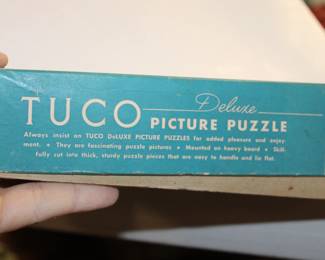 TUCO Deluxe
PICTURE PUZZLE
Always insist on TUCO DeLUXE PICTURE PUZZLES for added pleasure and enjoy-
ment. • They are fascinating puzzle pictures • Mounted on heavy board • Skill-
fully cut into thick, sturdy puzzle pieces that are easy to handle and lie flat.